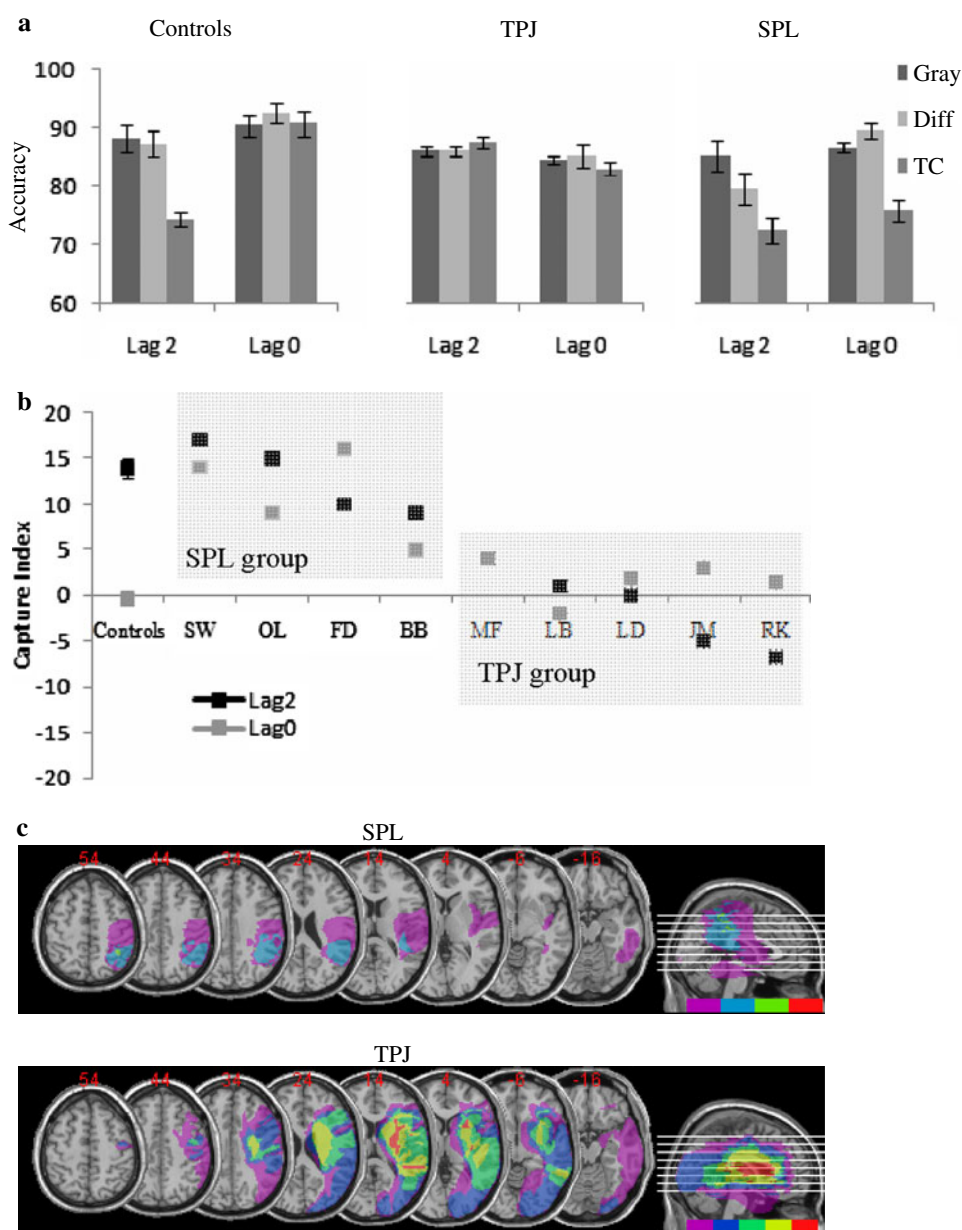 a
Controls TPJ SPL
Gray
Diff
TC
Accuracy
100
90
80
70
60
Lag 2 Lag 0 Lag 2 Lag 0 Lag 2 Lag 0
b
Capture Index
20
15
10
5
0
-5
-10
-15
-20
SPL group
Controls SW OL FD BB MF LB LD JM RK
TPJ group
Lag2
Lag0
c
SPL
54 44 34 24 14 4 -6 -16
TPJ
54 44 34 24 14 4 -6 -16